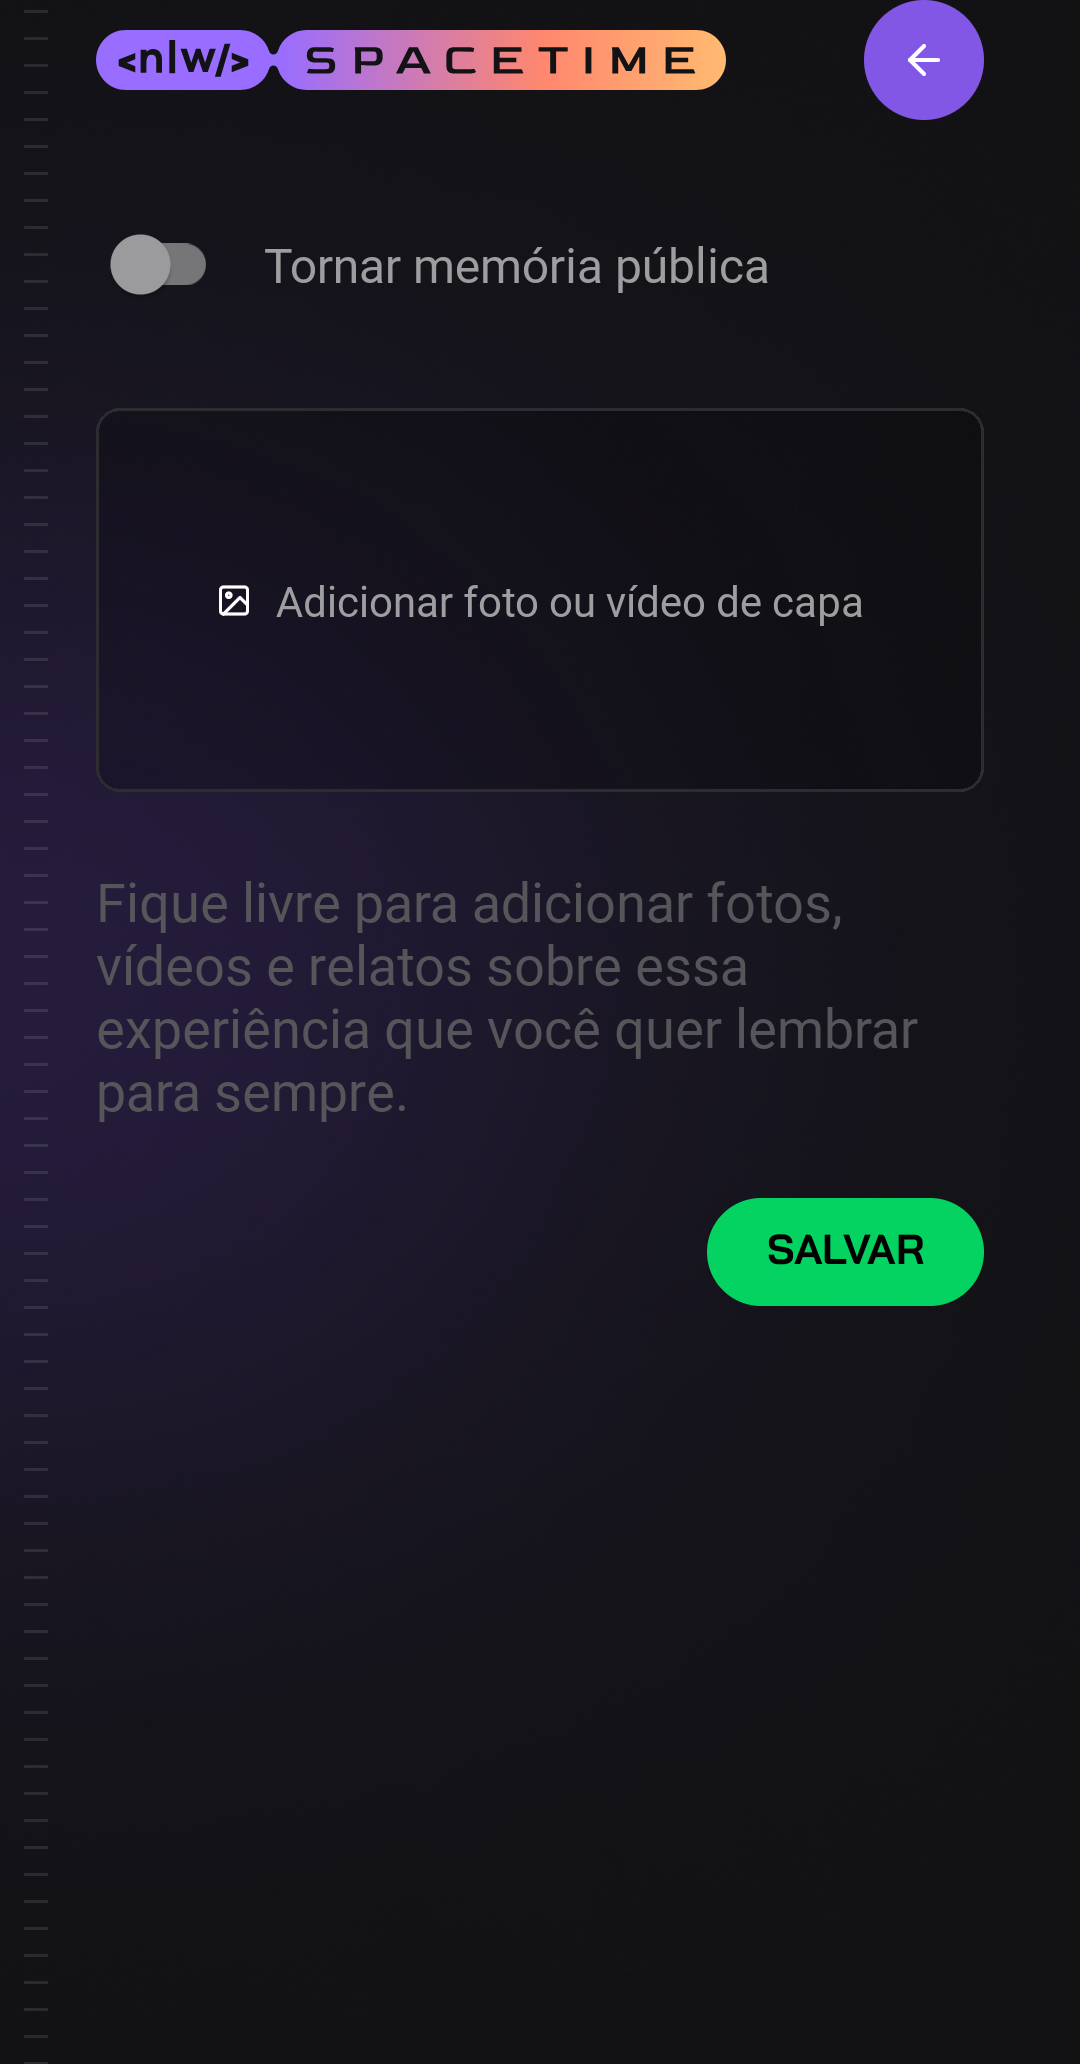 <nlw/> SPACETIME
Tornar memória pública
Adicionar foto ou vídeo de capa
Fique livre para adicionar fotos,
vídeos e relatos sobre essa
experiência que você quer lembrar
para sempre.
SALVAR